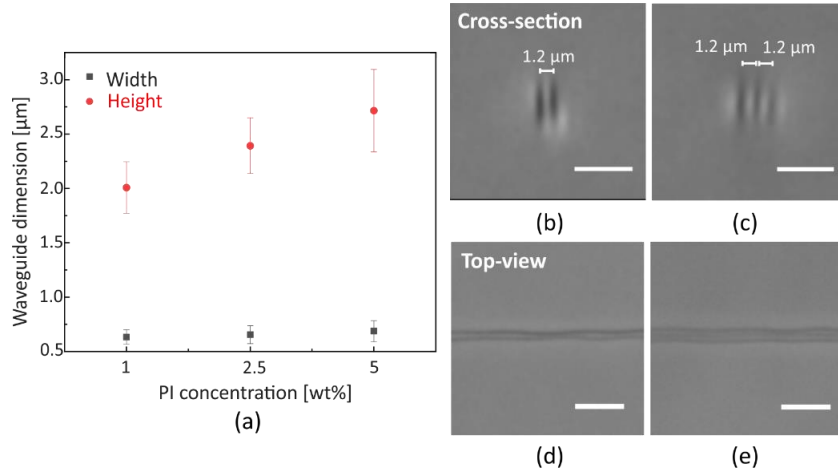 Waveguide dimension [μm]
3.0
2.5
2.0
1.5
1.0
0.5
Width
Height
1
2.5
5
PI concentration [wt%]
(a)
Cross-section
1.2 μm
(b)
1.2 μm 1.2 μm
(c)
Top-view
(d)
(e)